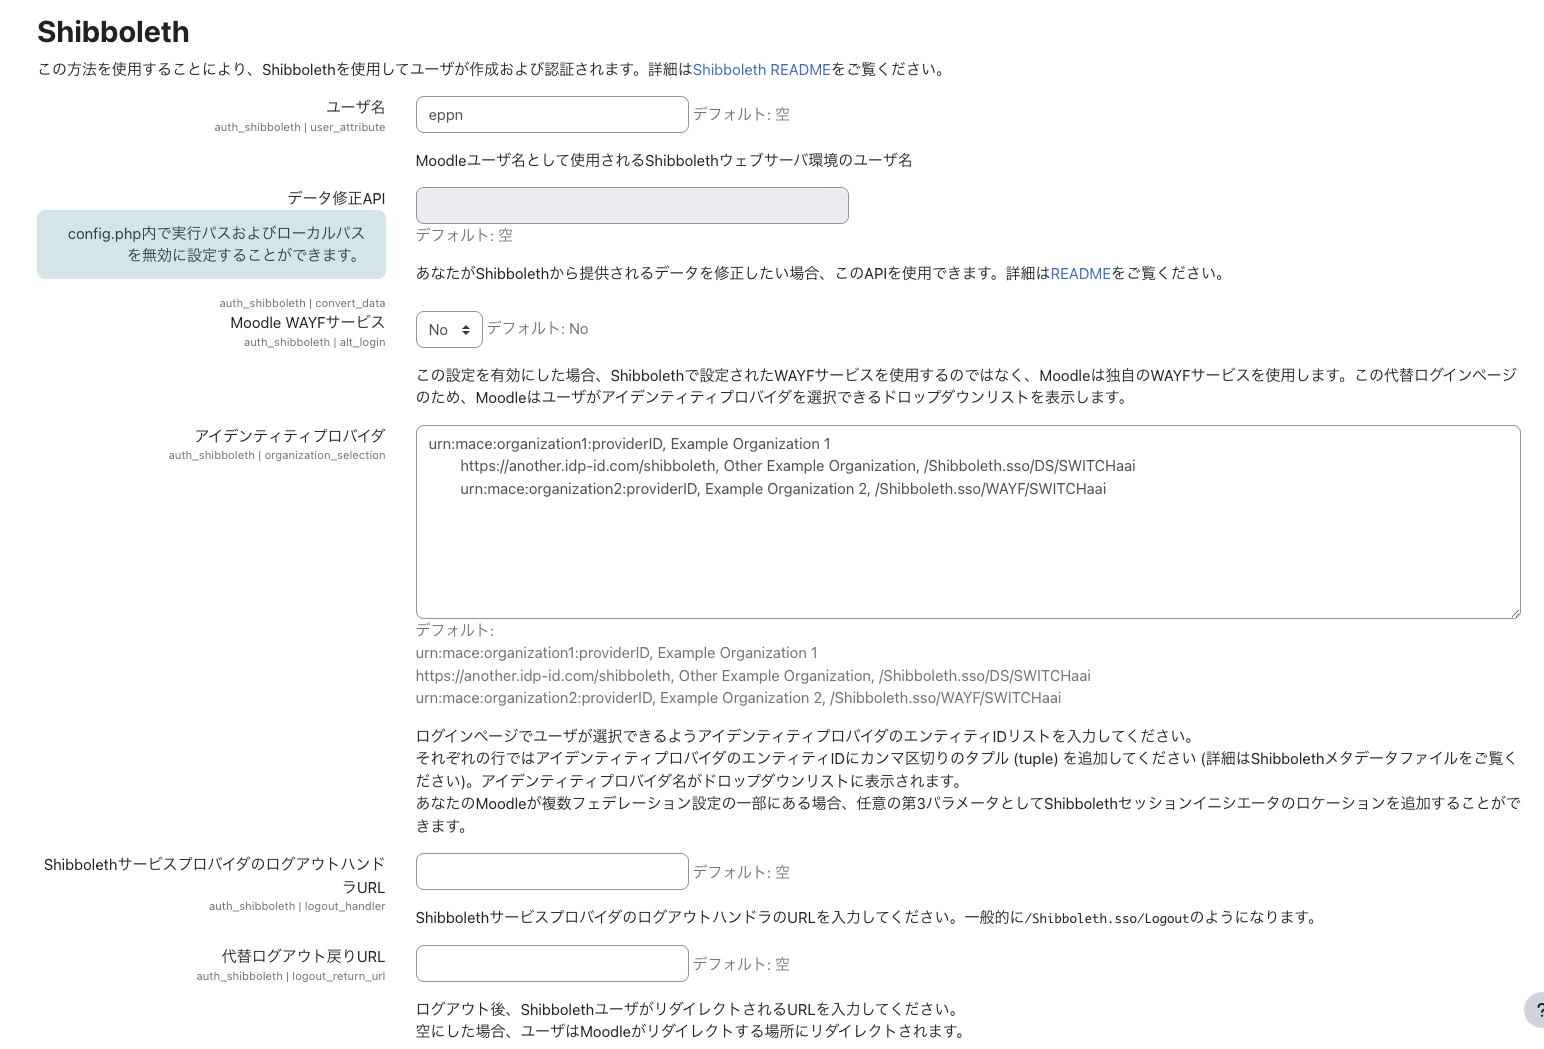 Shibboleth
この方法を使用することにより、Shibbolethを使用してユーザが作成および認証されます。詳細はShibboleth READMEをご覧ください。
ユーザ名
auth_shibboleth | user_attribute
eppn
デフォルト: 空
Moodleユーザ名として使用されるShibbolethウェブサーバ環境のユーザ名
データ修正API
config.php内で実行パスおよびローカルパス
を無効に設定することができます。
auth_shibboleth | convert_data
デフォルト: 空
あなたがShibbolethから提供されるデータを修正したい場合、このAPIを使用できます。詳細はREADMEをご覧ください。
Moodle WAYFサービス
auth_shibboleth | alt_login
No
デフォルト: No
この設定を有効にした場合、Shibbolethで設定されたWAYFサービスを使用するのではなく、Moodleは独自のWAYFサービスを使用します。この代替ログインページ
のため、Moodleはユーザがアイデンティティプロバイダを選択できるドロップダウンリストを表示します。
アイデンティティプロバイダ
auth_shibboleth | organization_selection
urn:mace:organization1:providerID, Example Organization 1
https://another.idp-id.com/shibboleth, Other Example Organization, /Shibboleth.sso/DS/SWITCHaai
urn:mace:organization2:providerID, Example Organization 2, /Shibboleth.sso/WAYF/SWITCHaai
デフォルト:
urn:mace:organization1:providerID, Example Organization 1
https://another.idp-id.com/shibboleth, Other Example Organization, /Shibboleth.sso/DS/SWITCHaai
urn:mace:organization2:providerID, Example Organization 2, /Shibboleth.sso/WAYF/SWITCHaai
ログインページでユーザが選択できるようアイデンティティプロバイダのエンティティIDリストを入力してください。
それぞれの行ではアイデンティティプロバイダのエンティティIDにカンマ区切りのタプル (tuple) を追加してください (詳細はShibbolethメタデータファイルをご覧く
ださい)。アイデンティティプロバイダ名がドロップダウンリストに表示されます。
あなたのMoodleが複数フェデレーション設定の一部にある場合、任意の第3パラメータとしてShibbolethセッションイニシエータのロケーションを追加することがで
きます。
Shibbolethサービスプロバイダのログアウトハンド
ラURL
auth_shibboleth | logout_handler
デフォルト: 空
ShibbolethサービスプロバイダのログアウトハンドラのURLを入力してください。一般的に/Shibboleth.sso/Logoutのようになります。
代替ログアウト戻りURL
auth_shibboleth | logout_return_url
デフォルト: 空
ログアウト後、ShibbolethユーザがリダイレクトされるURLを入力してください。
空にした場合、ユーザはMoodleがリダイレクトする場所にリダイレクトされます。
?